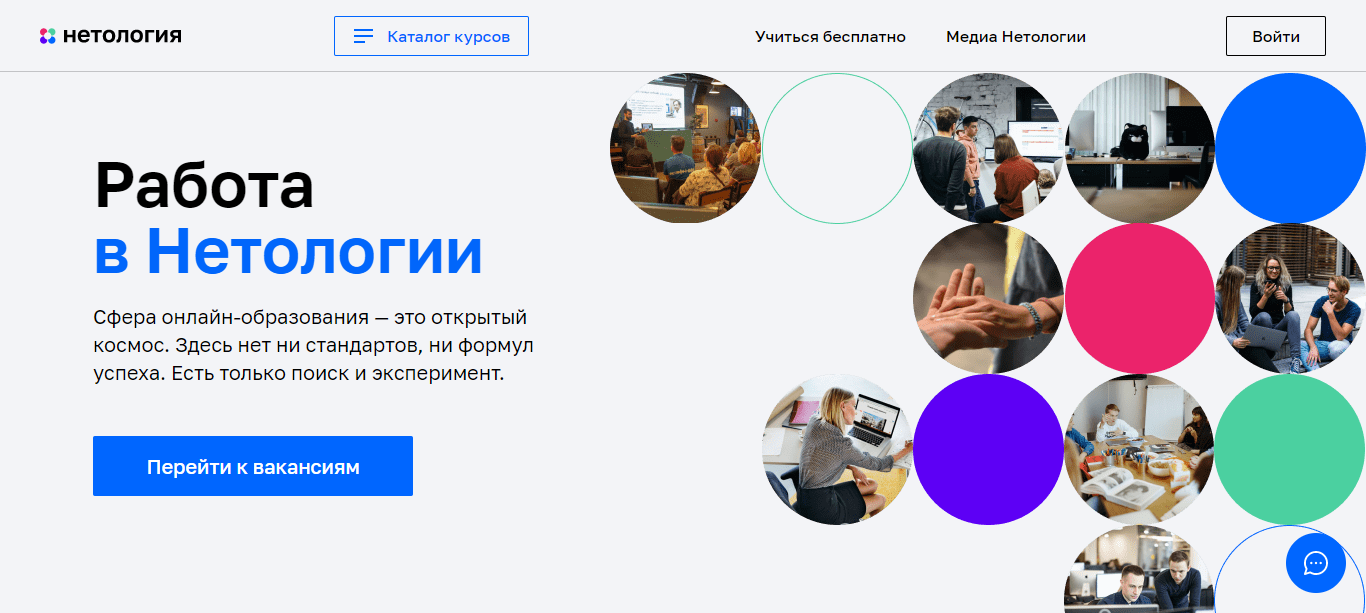 нетология
Каталог курсов
Учиться бесплатно
Медиа Нетологии
Войти
Работа
в Нетологии
Сфера онлайн-образования — это открытый
космос. Здесь нет ни стандартов, ни формул
успеха. Есть только поиск и эксперимент.
Перейти к вакансиям